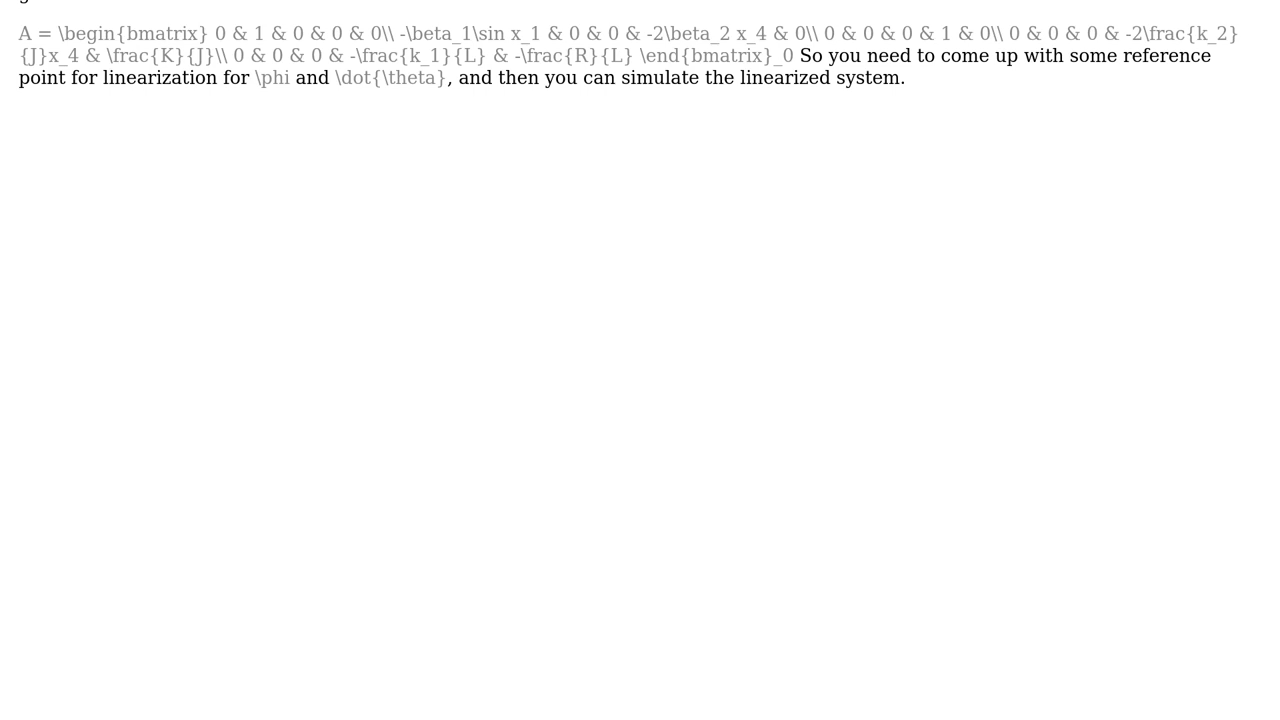 A = \begin{bmatrix} 0 & 1 & 0 & 0 & 0\\ -\beta_1\sin x_1 & 0 & 0 & -2\beta_2 x_4 & 0\\ 0 & 0 & 0 & 1 & 0\\ 0 & 0 & 0 & -2\frac{k_2}
{J}x_4 & \frac{K}{J}\\ 0 & 0 & 0 & -\frac{k_1}{L} & -\frac{R}{L} \end{bmatrix}_0 So you need to come up with some reference
point for linearization for \phi and \dot{\theta}, and then you can simulate the linearized system.